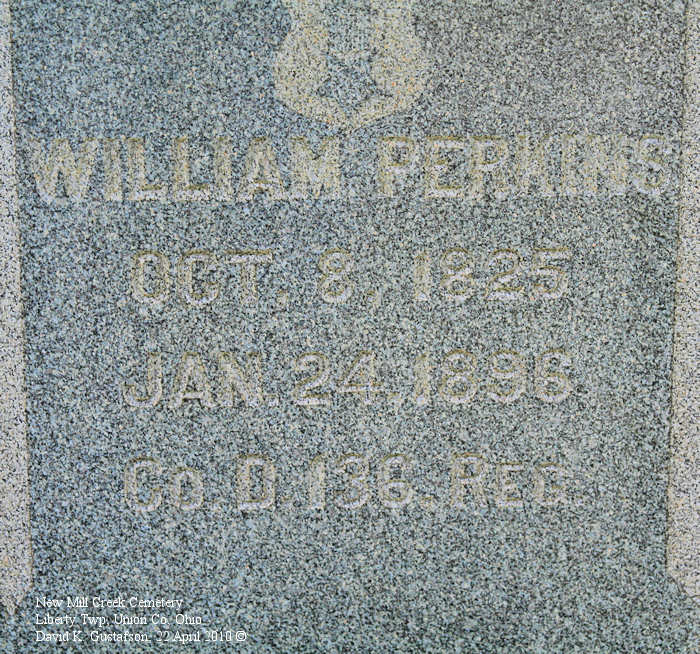 WILLIAM PERKINS
OCT. 8, 1825
JAN. 24, 1896
Co. D. 136. REG
New Mill Creek Cemetery
Liberty Twp, Union Co, Ohio
David K. Gustafson 22 April 2010 ©